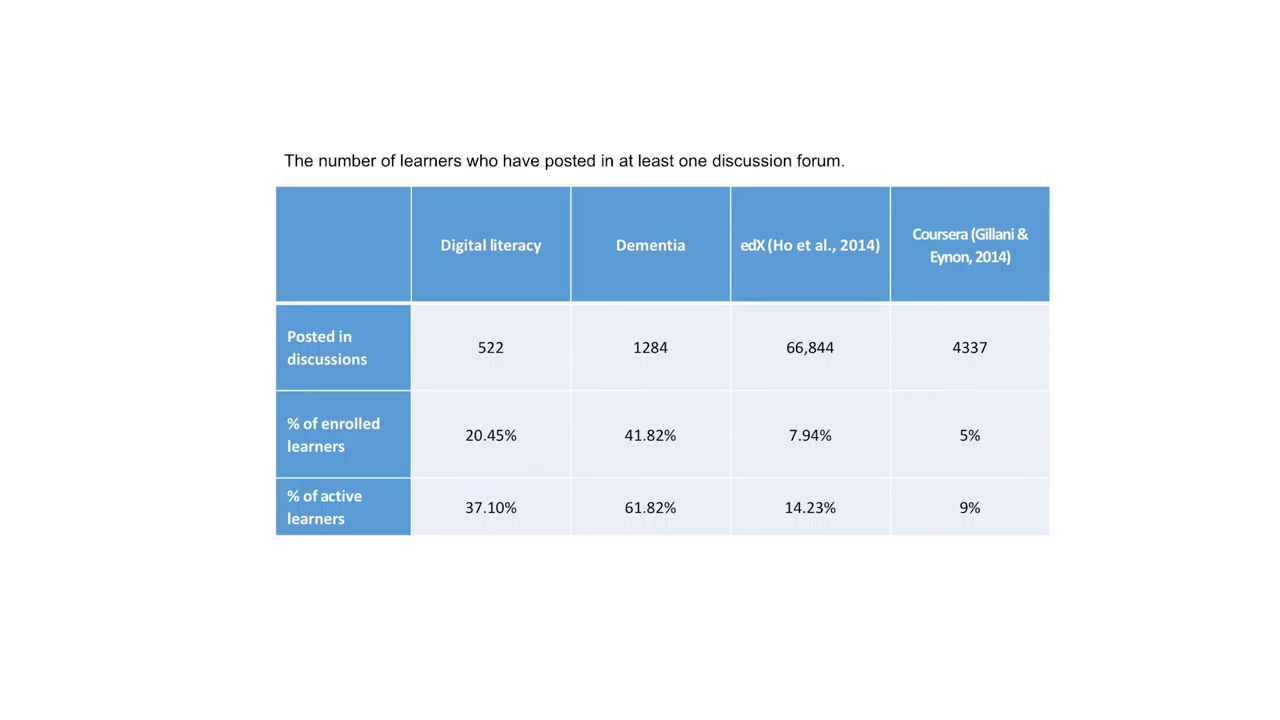 The number of learners who have posted in at least one discussion forum.
Digital literacy
Dementia
edX (Ho et al., 2014)
Coursera (Gillani &
Eynon, 2014)
Posted in
discussions
522
1284
66,844
4337
% of enrolled
learners
20.45%
41.82%
7.94%
5%
% of active
learners
37.10%
61.82%
14.23%
9%